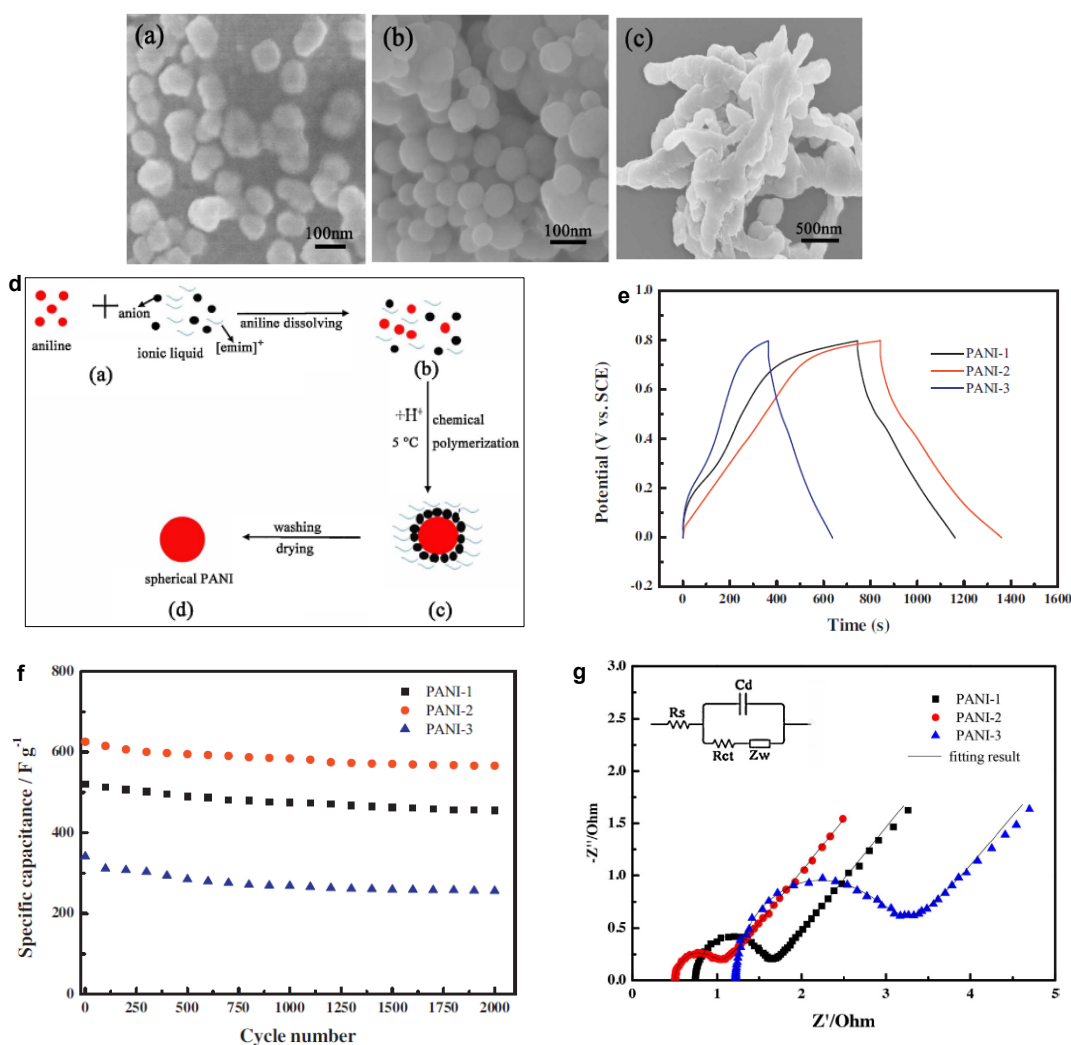 (a)
100nm
(b)
100nm
(c)
500nm
d
aniline
(a)
anion
ionic liquid
[emim]⁺
aniline dissolving
(b)
+H⁺
5 °C
chemical
polymerization
(c)
washing
drying
spherical PANI
(d)
e
Potential (V vs. SCE)
1.0
0.8
0.6
0.4
0.2
0.0
-0.2
PANI-1
PANI-2
PANI-3
0 200 400 600 800 1000 1200 1400 1600
Time (s)
f
Specific capacitance / F g⁻¹
800
600
400
200
0
PANI-1
PANI-2
PANI-3
0 250 500 750 1000 1250 1500 1750 2000
Cycle number
g
-Z''/Ohm
3.0
2.5
2.0
1.5
1.0
0.5
0.0
Rs
Cd
Rct
Zw
PANI-1
PANI-2
PANI-3
fitting result
0 1 2 3 4 5
Z'/Ohm